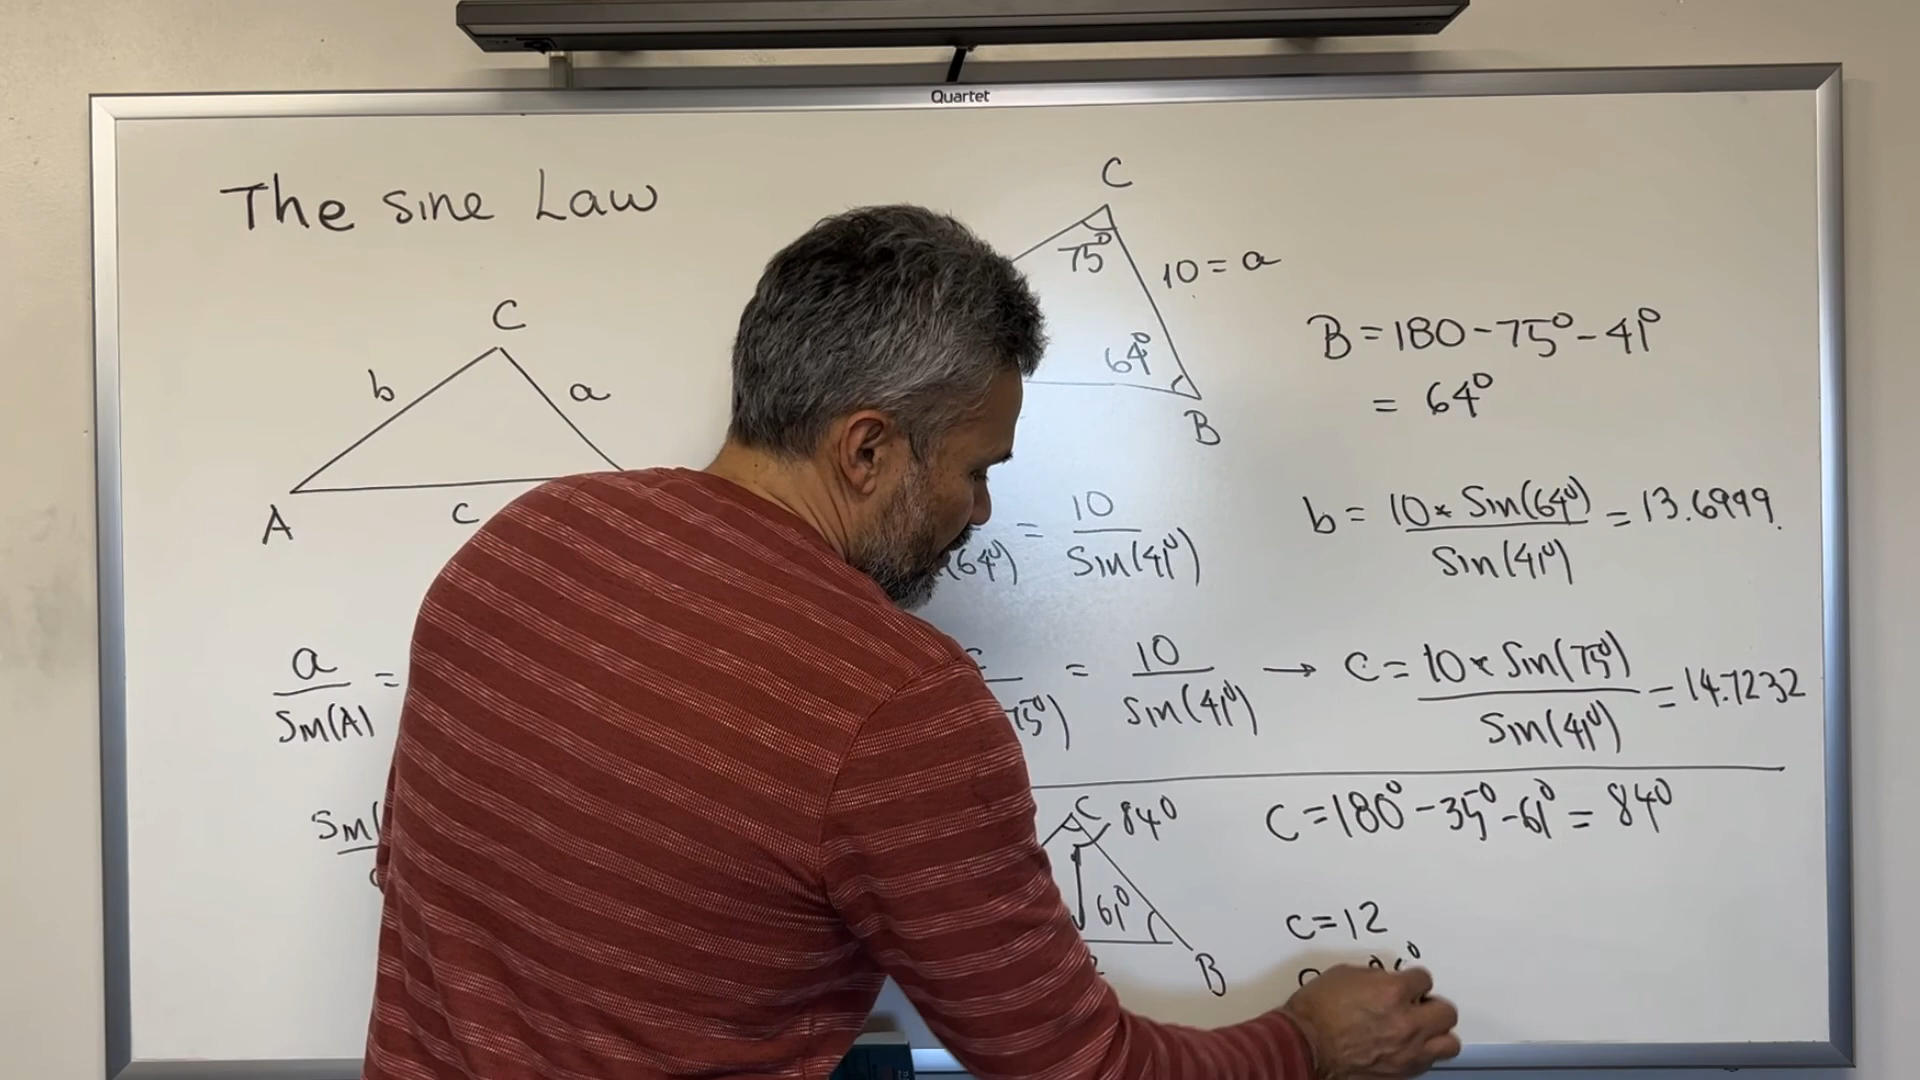 Quartet
The sine Law
C
b
a
A
c
a
Sin(A)
=
Sin(
C
75°
10 = a
64°
B
B = 180 - 75° - 41°
= 64°
(64°) = 10
Sin(41°)
b = 10 * Sin(64°) = 13.6999.
Sin(41°)
75°) = 10
Sin(41°)
→ C = 10 * Sin(75°) = 14.7232
Sin(41°)
C 84°
61°
B
C = 180° - 35° - 61° = 84°
c = 12